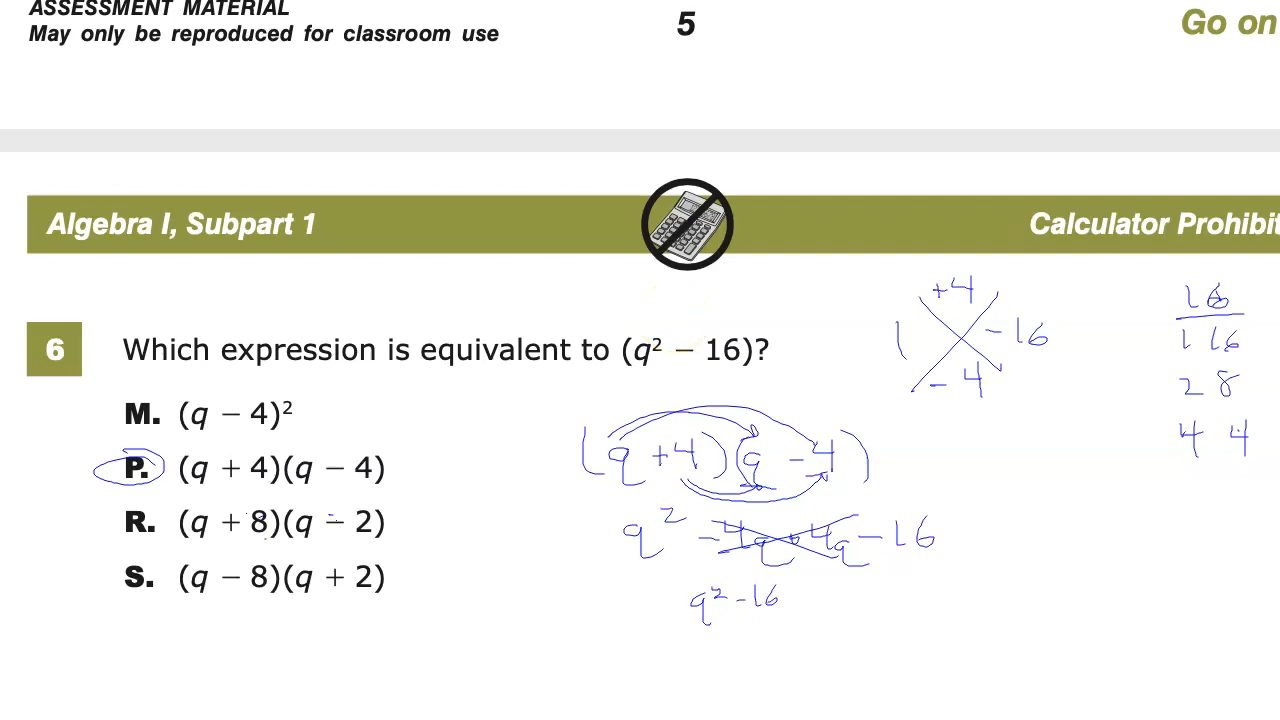 ASSESSMENT MATERIAL
May only be reproduced for classroom use
5
Go on
Algebra I, Subpart 1
Calculator Prohibit
6 Which expression is equivalent to (q² − 16)?
M. (q − 4)²
P. (q + 4)(q − 4)
R. (q + 8)(q − 2)
S. (q − 8)(q + 2)
+4
1 -16
-4
16
1 16
2 8
4 4
(q +4)(q -4)
q² -4q+4q -16
q² -16